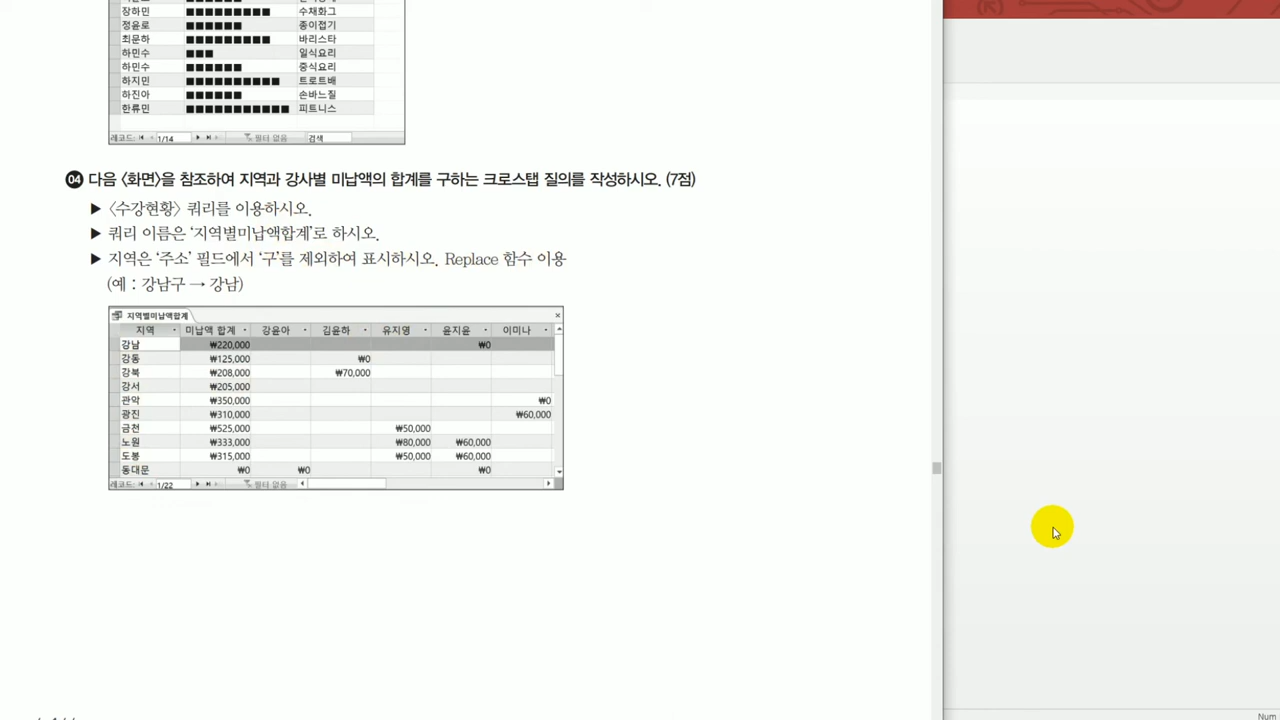 장하민 ■■■■■■■■■ 수채화그
정윤로 ■■■■■■ 종이접기
최문하 ■■■■■■■■■ 바리스타
하민수 ■■■ 일식요리
하민수 ■■■■■■ 중식요리
하지민 ■■■■■■■■■■ 트로트배
하진아 ■■■■■■ 손바느질
한류민 ■■■■■■■■■■■ 피트니스
레코드: 1/14 필터 없음 검색
04 다음 〈화면〉을 참조하여 지역과 강사별 미납액의 합계를 구하는 크로스탭 질의를 작성하시오. (7점)
▶ 〈수강현황〉 쿼리를 이용하시오.
▶ 쿼리 이름은 ‘지역별미납액합계’로 하시오.
▶ 지역은 ‘주소’ 필드에서 ‘구’를 제외하여 표시하시오. Replace 함수 이용
(예 : 강남구 → 강남)
지역별미납액합계 ×
지역 미납액 합계 강윤아 김윤하 유지영 윤지윤 이미나
강남 ₩220,000 ₩0
강동 ₩125,000 ₩0
강북 ₩208,000 ₩70,000
강서 ₩205,000
관악 ₩350,000 ₩0
광진 ₩310,000 ₩60,000
금천 ₩525,000 ₩50,000
노원 ₩333,000 ₩80,000 ₩60,000
도봉 ₩315,000 ₩50,000 ₩60,000
동대문 ₩0 ₩0 ₩0
레코드: 1/22 필터 없음
Num